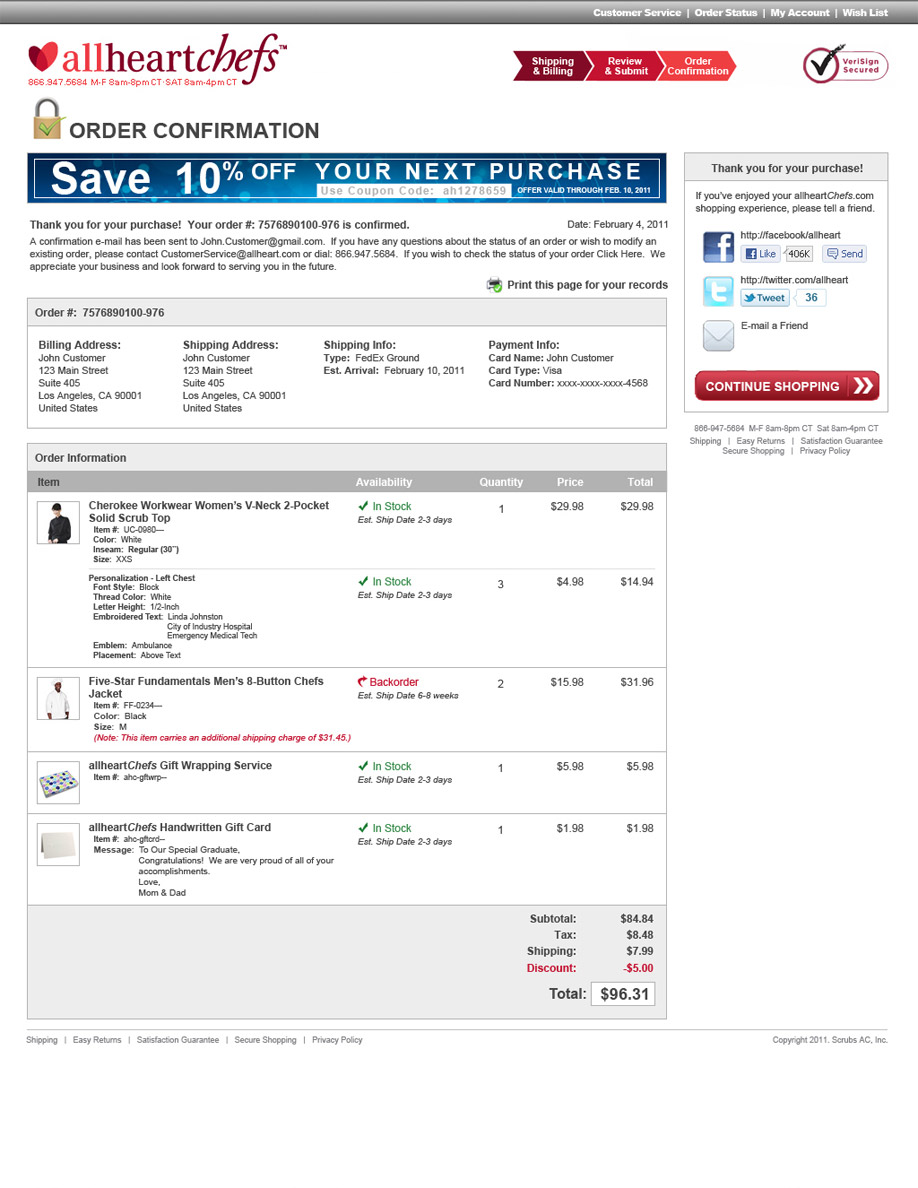 Customer Service | Order Status | My Account | Wish List
allheartchefs™
866.947.5684 M-F 8am-8pm CT·SAT 8am-4pm CT
Shipping & Billing
Review & Submit
Order Confirmation
VeriSign Secured
ORDER CONFIRMATION
Save 10% OFF YOUR NEXT PURCHASE
Use Coupon Code: ah1278659 OFFER VALID THROUGH FEB. 10, 2011
Thank you for your purchase! Your order #: 7576890100-976 is confirmed. Date: February 4, 2011
A confirmation e-mail has been sent to John.Customer@gmail.com. If you have any questions about the status of an order or wish to modify an
existing order, please contact CustomerService@allheart.com or dial: 866.947.5684. If you wish to check the status of your order Click Here. We
appreciate your business and look forward to serving you in the future.
Print this page for your records
Order #: 7576890100-976
Billing Address:
John Customer
123 Main Street
Suite 405
Los Angeles, CA 90001
United States
Shipping Address:
John Customer
123 Main Street
Suite 405
Los Angeles, CA 90001
United States
Shipping Info:
Type: FedEx Ground
Est. Arrival: February 10, 2011
Payment Info:
Card Name: John Customer
Card Type: Visa
Card Number: xxxx-xxxx-xxxx-4568
Order Information
Item Availability Quantity Price Total
Cherokee Workwear Women's V-Neck 2-Pocket
Solid Scrub Top
Item #: UC-0980---
Color: White
Inseam: Regular (30")
Size: XXS
In Stock
Est. Ship Date 2-3 days
1 $29.98 $29.98
Personalization - Left Chest
Font Style: Block
Thread Color: White
Letter Height: 1/2-Inch
Embroidered Text: Linda Johnston
City of Industry Hospital
Emergency Medical Tech
Emblem: Ambulance
Placement: Above Text
In Stock
Est. Ship Date 2-3 days
3 $4.98 $14.94
Five-Star Fundamentals Men's 8-Button Chefs
Jacket
Item #: FF-0234---
Color: Black
Size: M
(Note: This item carries an additional shipping charge of $31.45.)
Backorder
Est. Ship Date 6-8 weeks
2 $15.98 $31.96
allheartChefs Gift Wrapping Service
Item #: ahc-gftwrp--
In Stock
Est. Ship Date 2-3 days
1 $5.98 $5.98
allheartChefs Handwritten Gift Card
Item #: ahc-gftcrd--
Message: To Our Special Graduate,
Congratulations! We are very proud of all of your
accomplishments.
Love,
Mom & Dad
In Stock
Est. Ship Date 2-3 days
1 $1.98 $1.98
Subtotal: $84.84
Tax: $8.48
Shipping: $7.99
Discount: -$5.00
Total: $96.31
Thank you for your purchase!
If you've enjoyed your allheartChefs.com
shopping experience, please tell a friend.
http://facebook/allheart
Like 406K Send
http://twitter.com/allheart
Tweet 36
E-mail a Friend
CONTINUE SHOPPING
866-947-5684 M-F 8am-8pm CT Sat 8am-4pm CT
Shipping | Easy Returns | Satisfaction Guarantee
Secure Shopping | Privacy Policy
Shipping | Easy Returns | Satisfaction Guarantee | Secure Shopping | Privacy Policy
Copyright 2011. Scrubs AC, Inc.